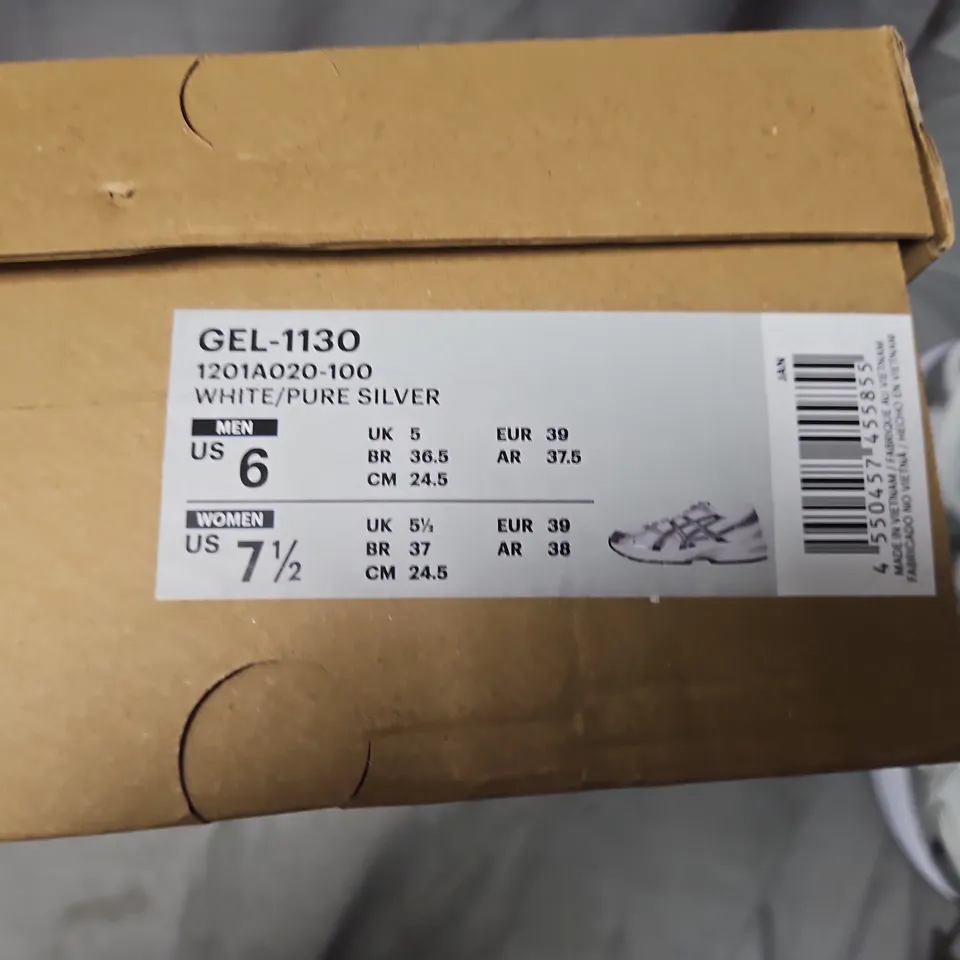 GEL-1130
1201A020-100
WHITE/PURE SILVER
MEN
US 6
UK 5 EUR 39
BR 36.5 AR 37.5
CM 24.5
WOMEN
US 7 1/2
UK 5½ EUR 39
BR 37 AR 38
CM 24.5
JAN
4 550457 455855
MADE IN VIETNAM / FABRIQUÉ AU VIETNAM
FABRICADO NO VIETNÃ / HECHO EN VIETNAM